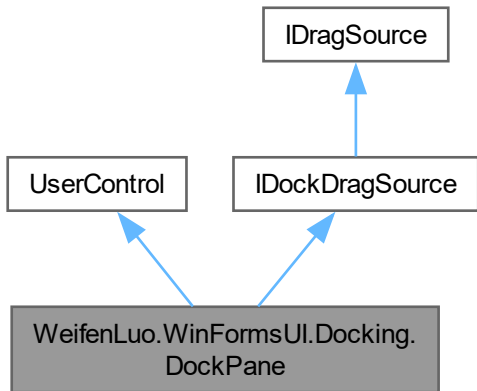 IDragSource
UserControl
IDockDragSource
WeifenLuo.WinFormsUI.Docking.
DockPane